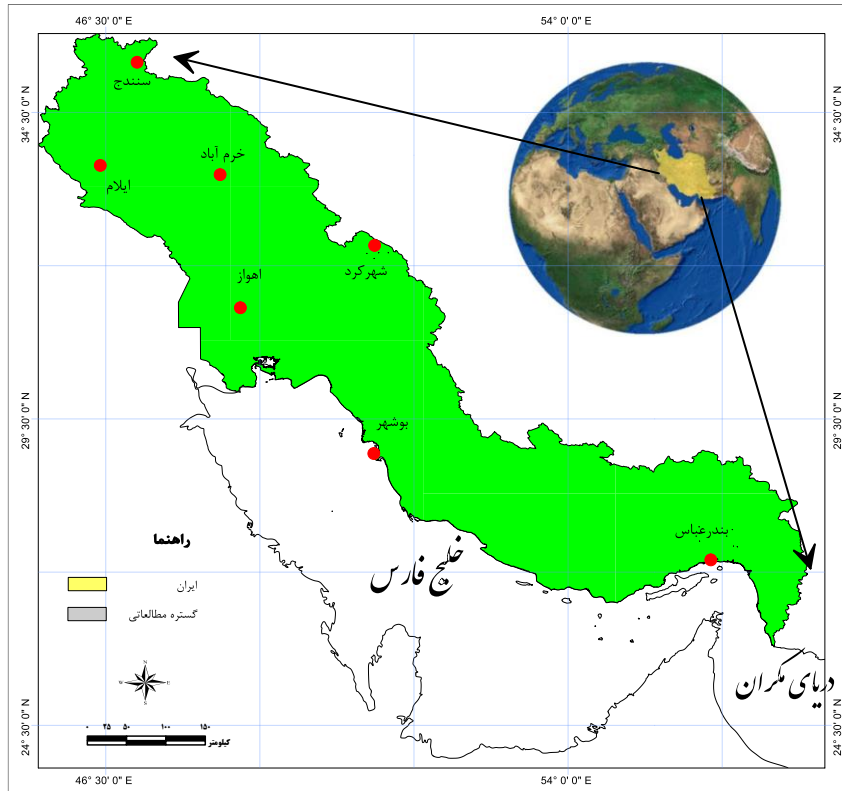 46° 30' 0" E
54° 0' 0" E
34° 30' 0" N
34° 30' 0" N
سنندج
خرم آباد
ایلام
شهرکرد
اهواز
29° 30' 0" N
29° 30' 0" N
بوشهر
بندرعباس
راهنما
خلیج فارس
ایران
گستره مطالعاتی
دریای مکران
N
W
E
S
24° 30' 0" N
24° 30' 0" N
۰ ۲۵ ۵۰ ۱۰۰ ۱۵۰
کیلومتر
46° 30' 0" E
54° 0' 0" E